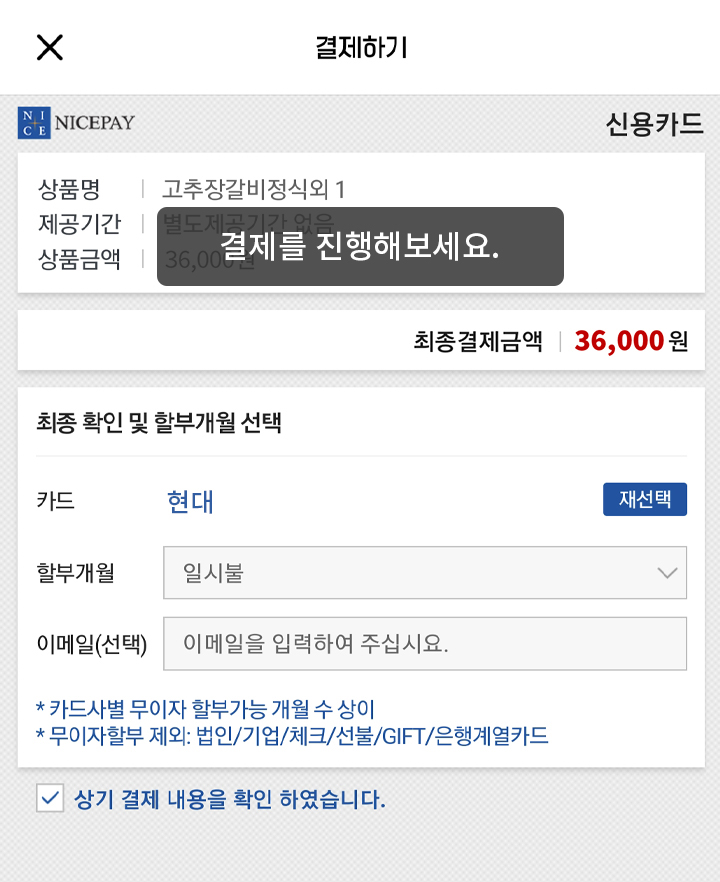 결제하기
NICE NICEPAY
신용카드
상품명 고추장갈비정식외 1
제공기간 별도제공기간 없음
상품금액 36,000원
결제를 진행해보세요.
최종결제금액 36,000원
최종 확인 및 할부개월 선택
카드 현대 재선택
할부개월 일시불
이메일(선택) 이메일을 입력하여 주십시요.
* 카드사별 무이자 할부가능 개월 수 상이
* 무이자할부 제외: 법인/기업/체크/선불/GIFT/은행계열카드
상기 결제 내용을 확인 하였습니다.